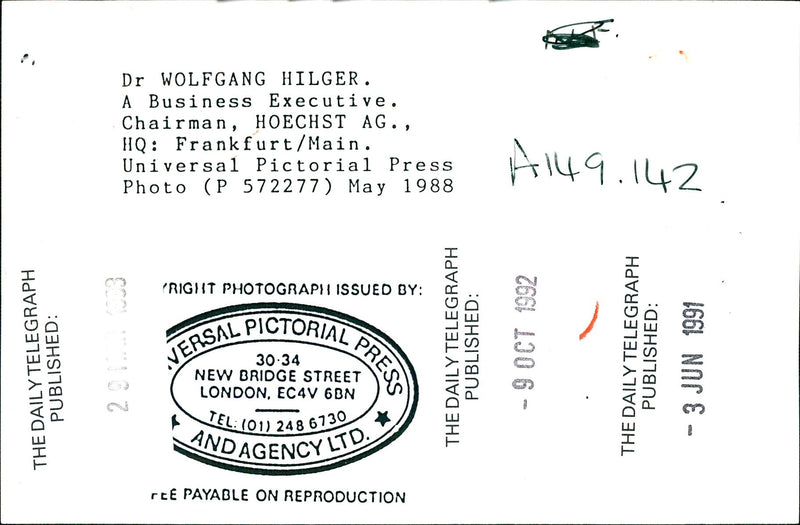 Dr WOLFGANG HILGER.
A Business Executive.
Chairman, HOECHST AG.,
HQ: Frankfurt/Main.
Universal Pictorial Press
Photo (P 572277) May 1988
A149.142
THE DAILY TELEGRAPH
PUBLISHED:
YRIGHT PHOTOGRAPH ISSUED BY:
VERSAL PICTORIAL PRESS
30-34
NEW BRIDGE STREET
LONDON, EC4V 6BN
TEL: (01) 248 6730
AND AGENCY LTD.
FEE PAYABLE ON REPRODUCTION
THE DAILY TELEGRAPH
PUBLISHED:
- 9 OCT 1992
THE DAILY TELEGRAPH
PUBLISHED:
- 3 JUN 1991